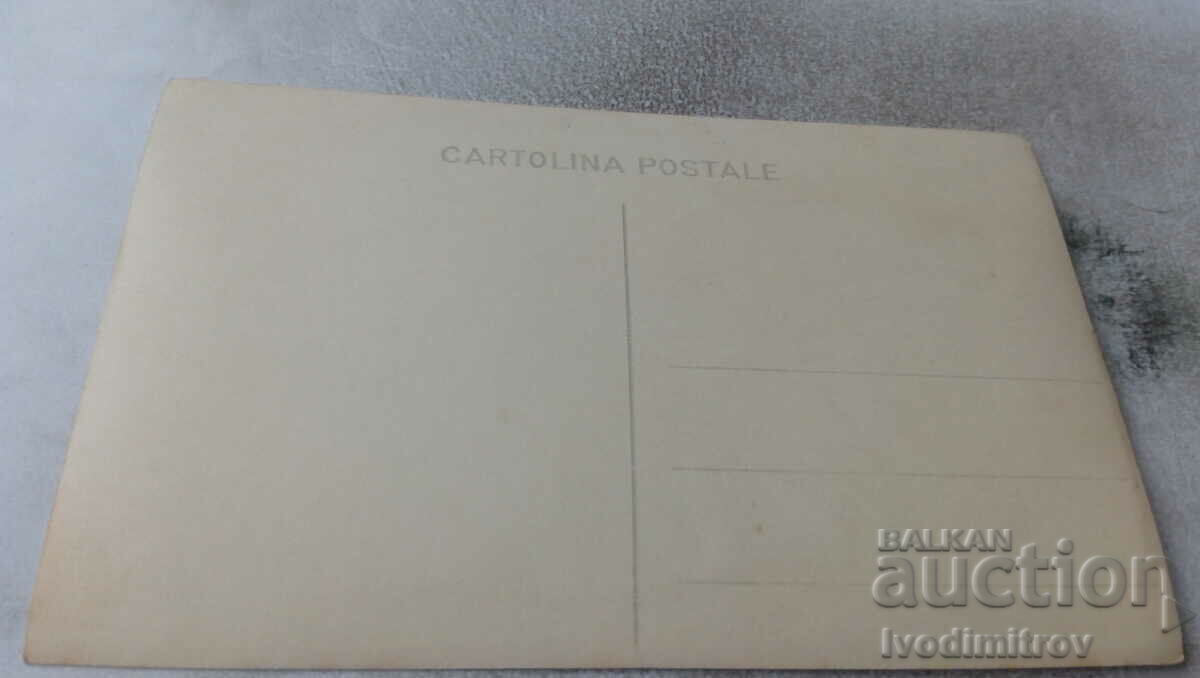 CARTOLINA POSTALE
BALKAN
auction
Ivodimitrov